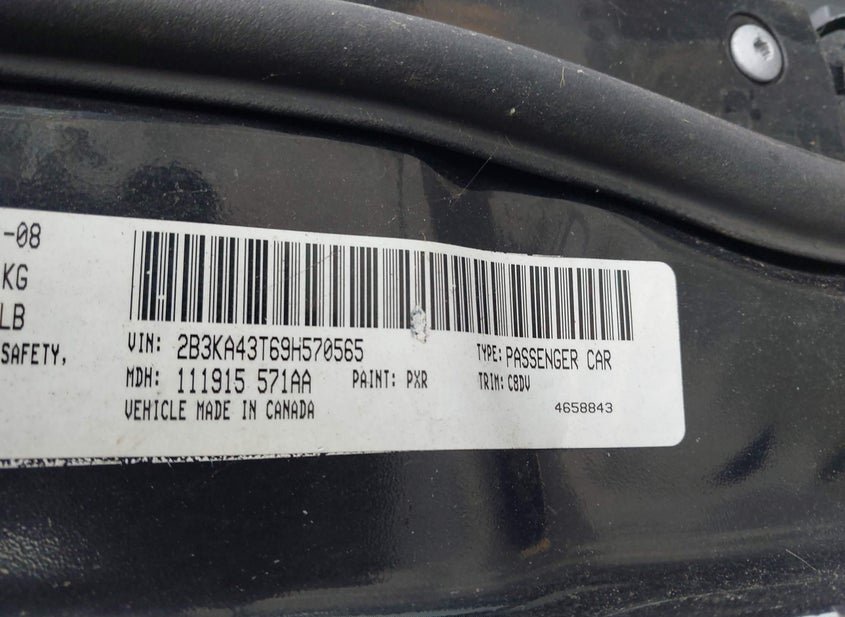 -08
KG
LB
SAFETY,
VIN: 2B3KA43T69H570565
TYPE: PASSENGER CAR
MDH: 111915 571AA
PAINT: PXR
TRIM: C8DV
VEHICLE MADE IN CANADA
4658843